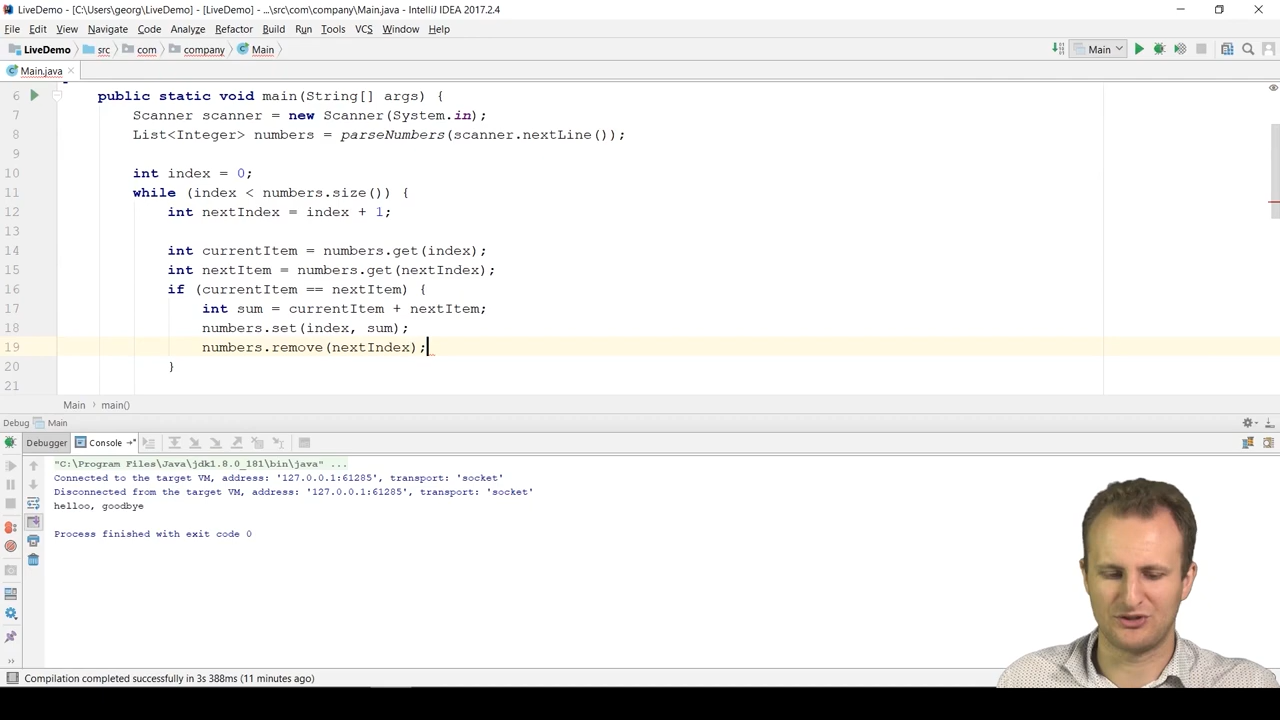 LiveDemo - [C:\Users\georg\LiveDemo] - [LiveDemo] - ...\src\com\company\Main.java - IntelliJ IDEA 2017.2.4
File Edit View Navigate Code Analyze Refactor Build Run Tools VCS Window Help
LiveDemo src com company Main Main
Main.java
6 public static void main(String[] args) {
7 Scanner scanner = new Scanner(System.in);
8 List<Integer> numbers = parseNumbers(scanner.nextLine());
9
10 int index = 0;
11 while (index < numbers.size()) {
12 int nextIndex = index + 1;
13
14 int currentItem = numbers.get(index);
15 int nextItem = numbers.get(nextIndex);
16 if (currentItem == nextItem) {
17 int sum = currentItem + nextItem;
18 numbers.set(index, sum);
19 numbers.remove(nextIndex);
20 }
21
Main main()
Debug Main
Debugger Console
"C:\Program Files\Java\jdk1.8.0_181\bin\java" ...
Connected to the target VM, address: '127.0.0.1:61285', transport: 'socket'
Disconnected from the target VM, address: '127.0.0.1:61285', transport: 'socket'
helloo, goodbye
Process finished with exit code 0
Compilation completed successfully in 3s 388ms (11 minutes ago)